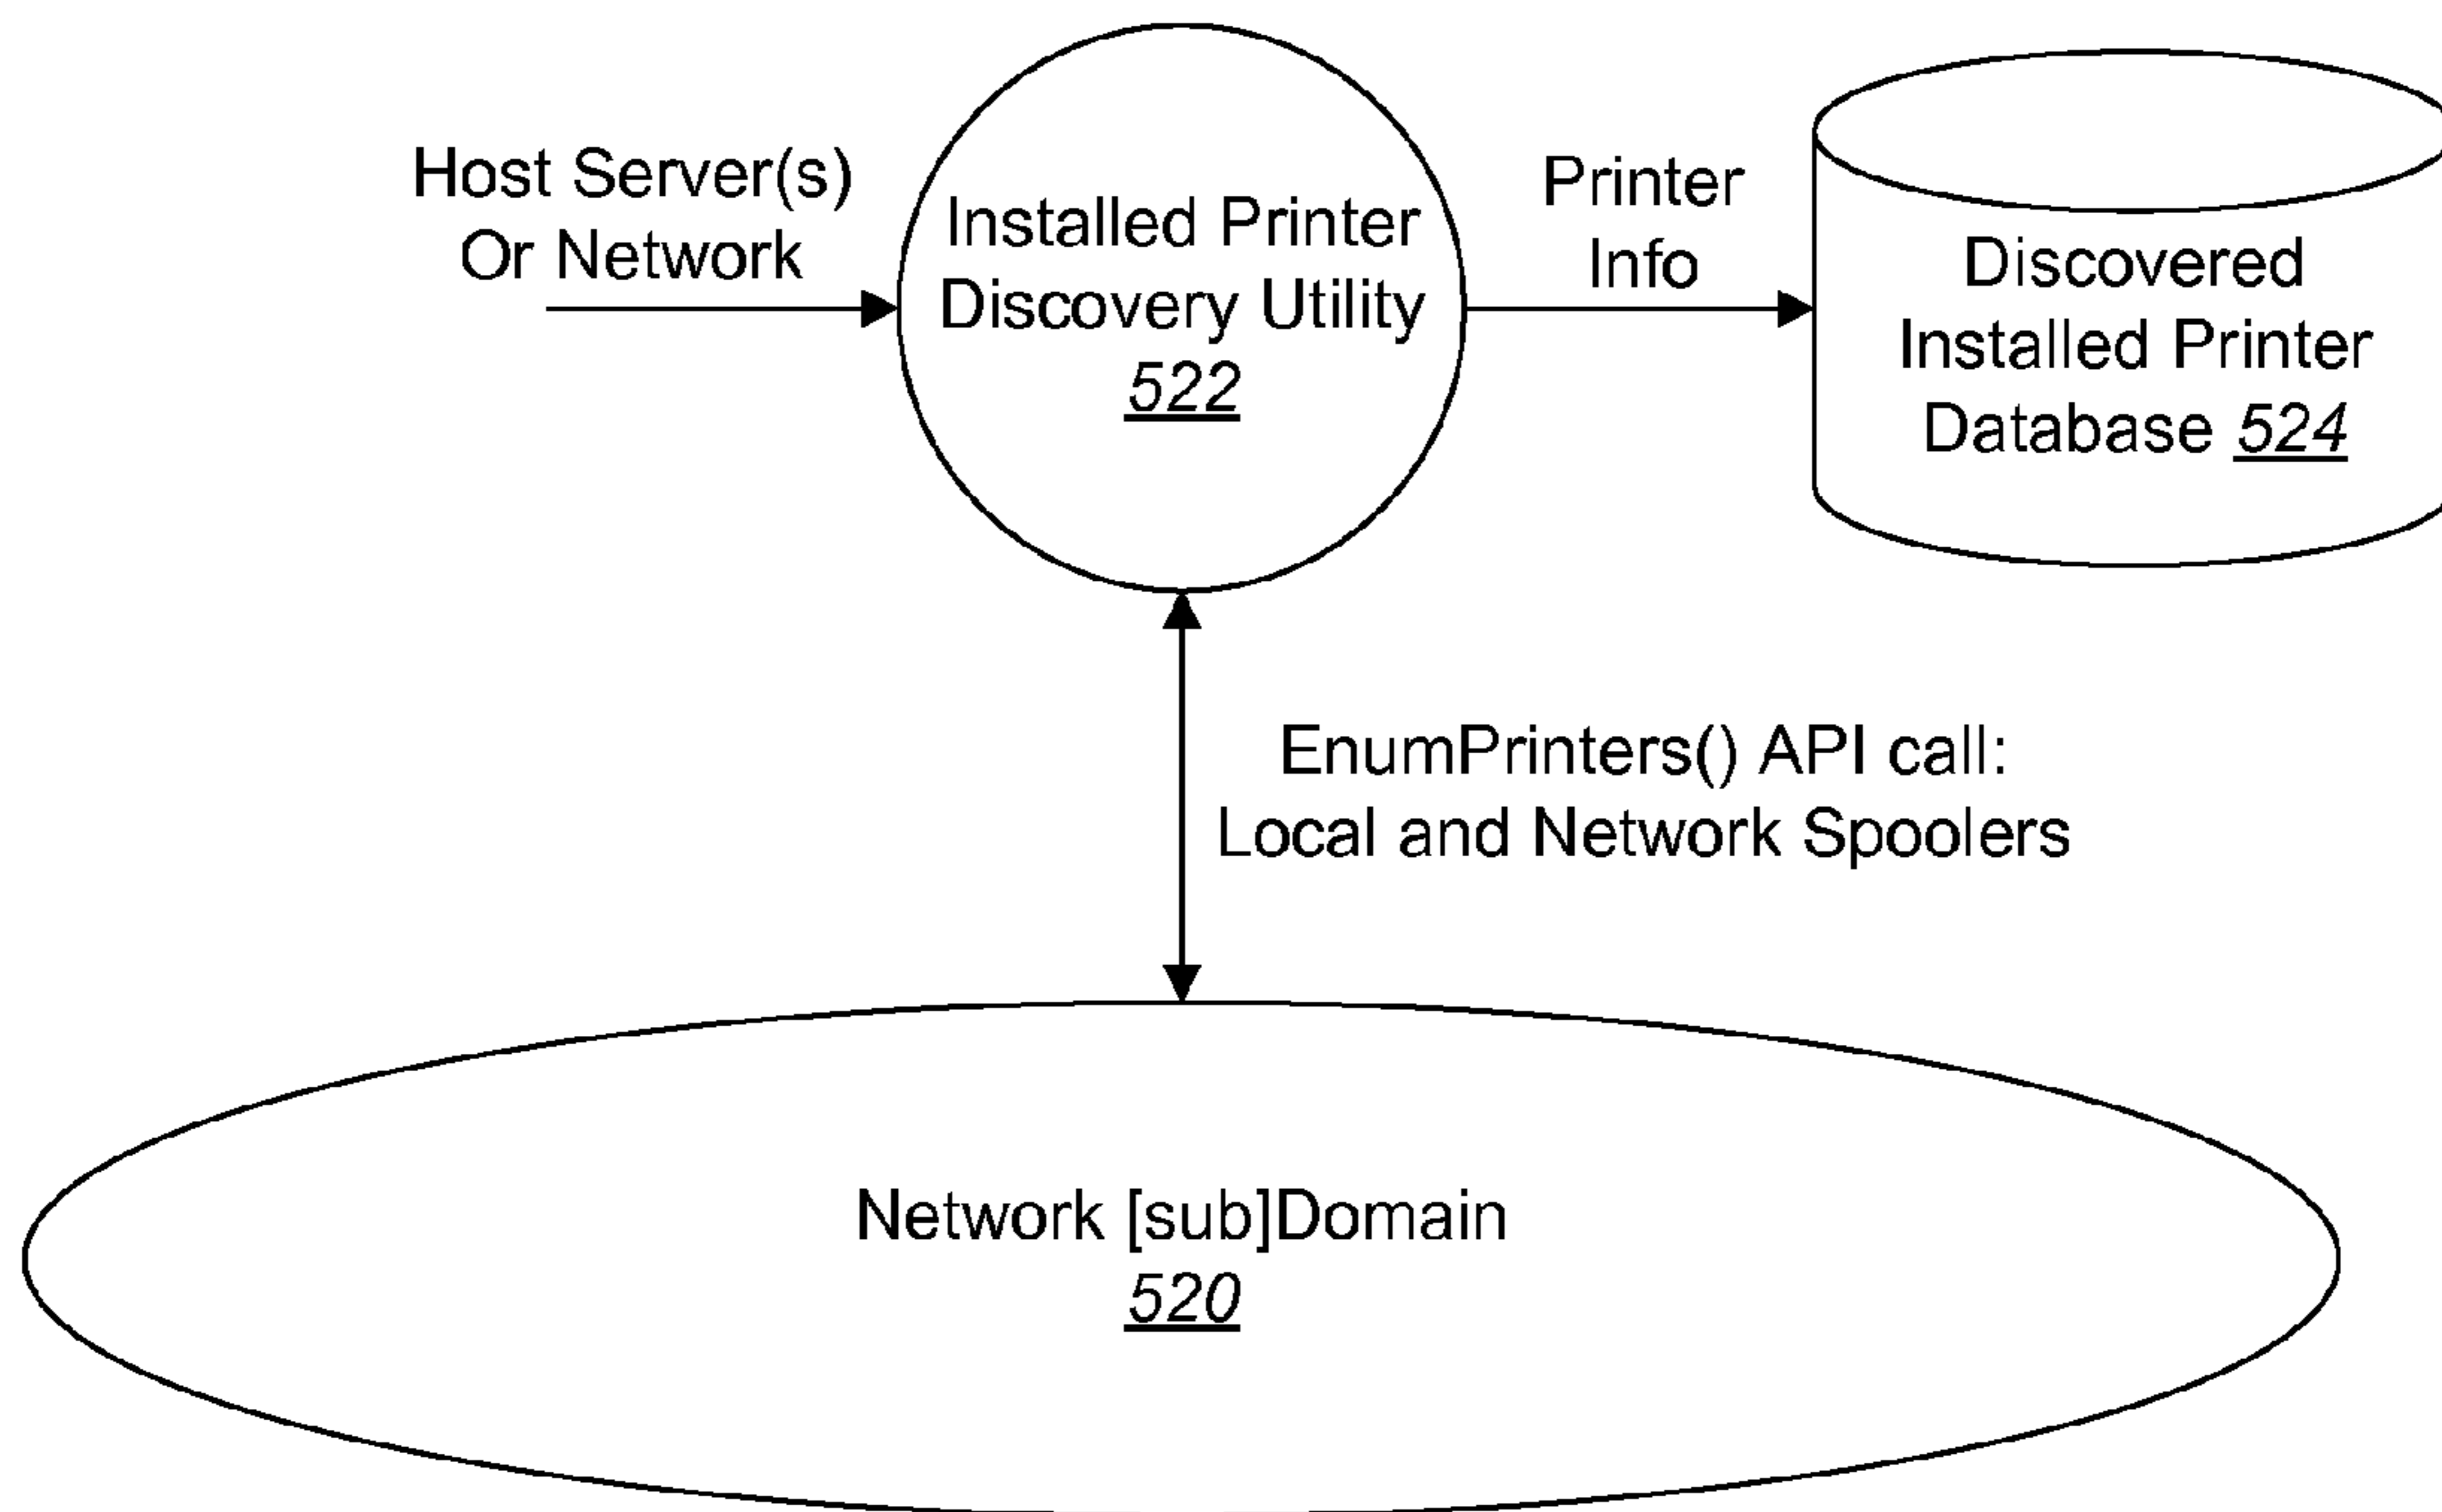 Host Server(s)
Or Network
Installed Printer
Discovery Utility
522
Printer
Info
Discovered
Installed Printer
Database 524
EnumPrinters() API call:
Local and Network Spoolers
Network [sub]Domain
520